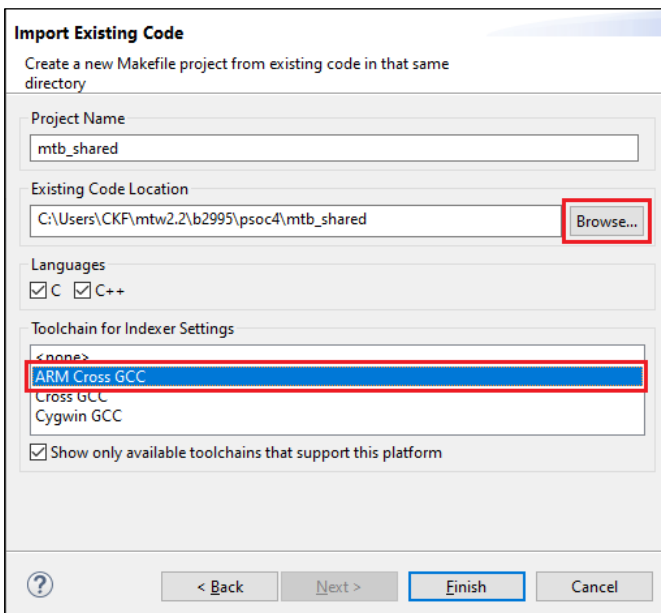 Import Existing Code
Create a new Makefile project from existing code in that same
directory
Project Name
mtb_shared
Existing Code Location
C:\Users\CKF\mtw2.2\b2995\psoc4\mtb_shared
Browse...
Languages
C C++
Toolchain for Indexer Settings
<none>
ARM Cross GCC
Cross GCC
Cygwin GCC
Show only available toolchains that support this platform
? < Back Next > Finish Cancel